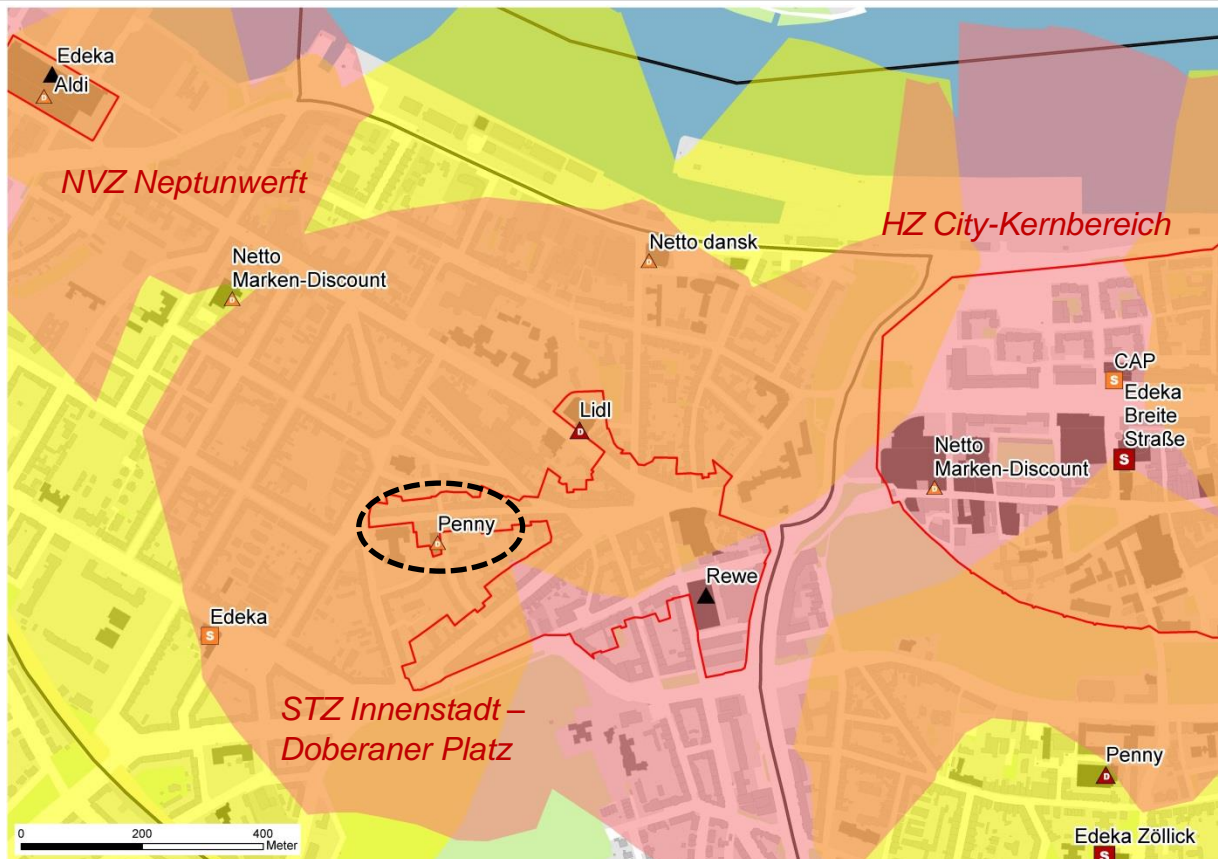 Edeka
Aldi
NVZ Neptunwerft
HZ City-Kernbereich
Netto dansk
Netto
Marken-Discount
D
D
D
CAP
S
Edeka
Breite
Straße
S
Lidl
D
Netto
Marken-Discount
D
Penny
D
Rewe
Edeka
S
STZ Innenstadt –
Doberaner Platz
Penny
D
0 200 400
Meter
Edeka Zöllick
S